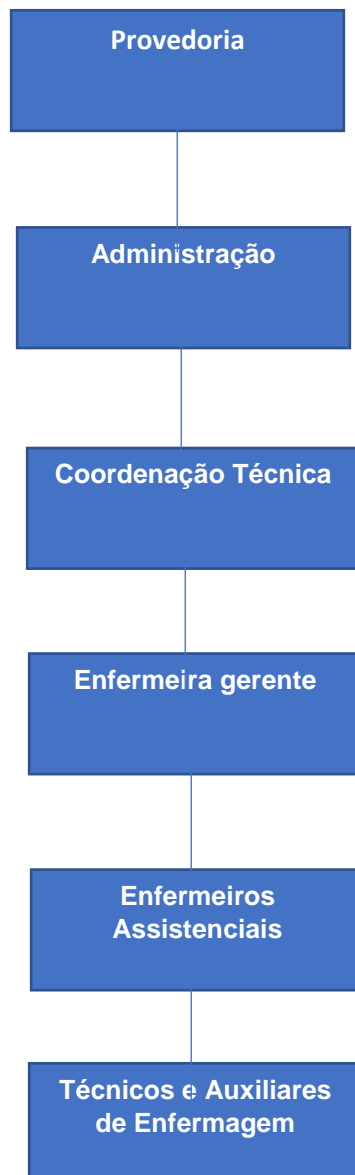 Provedoria
Administração
Coordenação Técnica
Enfermeira gerente
Enfermeiros
Assistenciais
Técnicos e Auxiliares
de Enfermagem